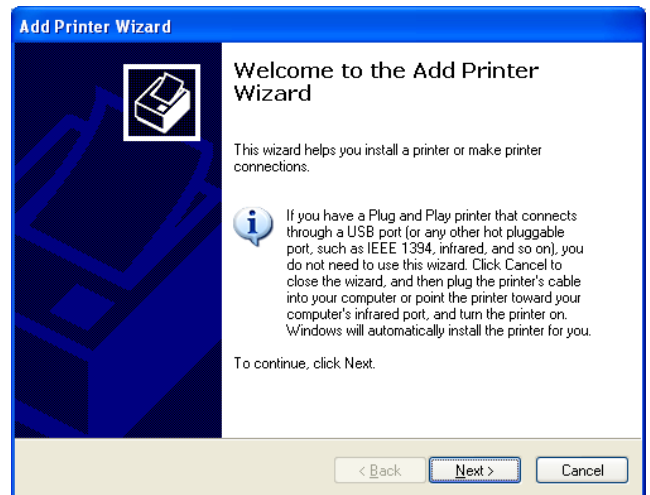 Add Printer Wizard
Welcome to the Add Printer
Wizard
This wizard helps you install a printer or make printer
connections.
If you have a Plug and Play printer that connects
through a USB port (or any other hot pluggable
port, such as IEEE 1394, infrared, and so on), you
do not need to use this wizard. Click Cancel to
close the wizard, and then plug the printer's cable
into your computer or point the printer toward your
computer's infrared port, and turn the printer on.
Windows will automatically install the printer for you.
To continue, click Next.
< Back Next > Cancel